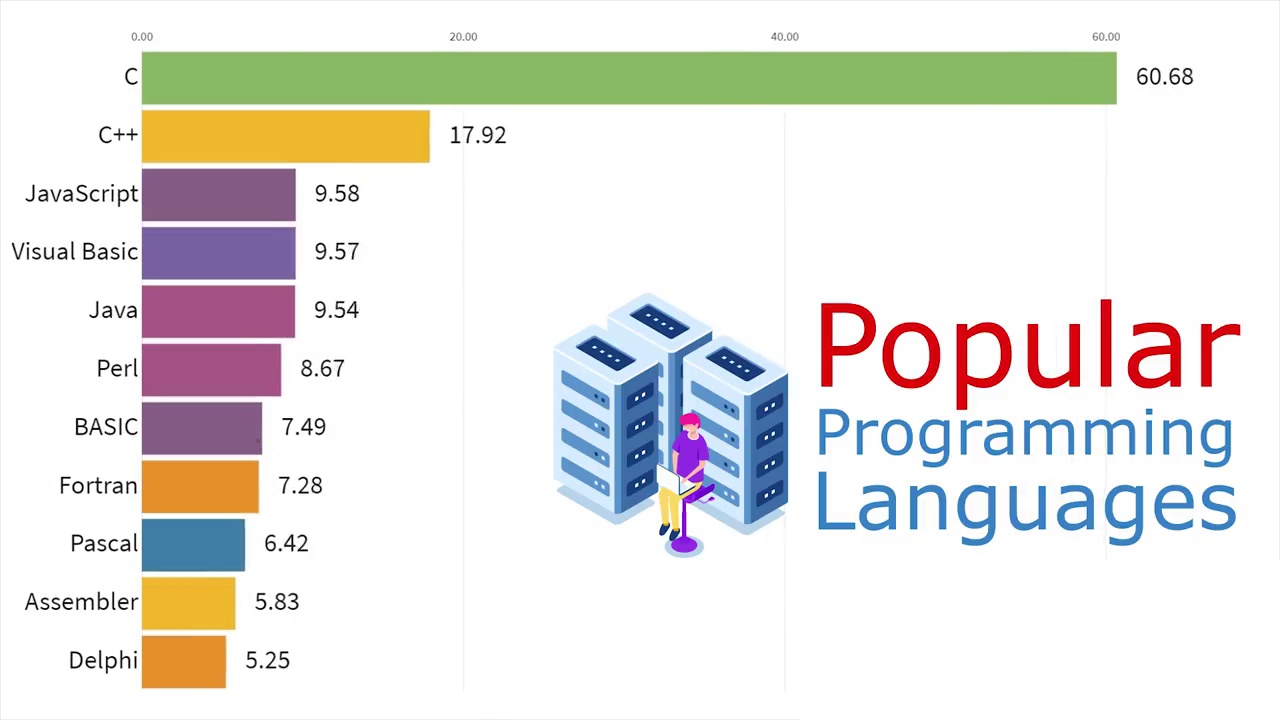 0.00 20.00 40.00 60.00
C 60.68
C++ 17.92
JavaScript 9.58
Visual Basic 9.57
Java 9.54
Perl 8.67
BASIC 7.49
Fortran 7.28
Pascal 6.42
Assembler 5.83
Delphi 5.25
Popular
Programming
Languages